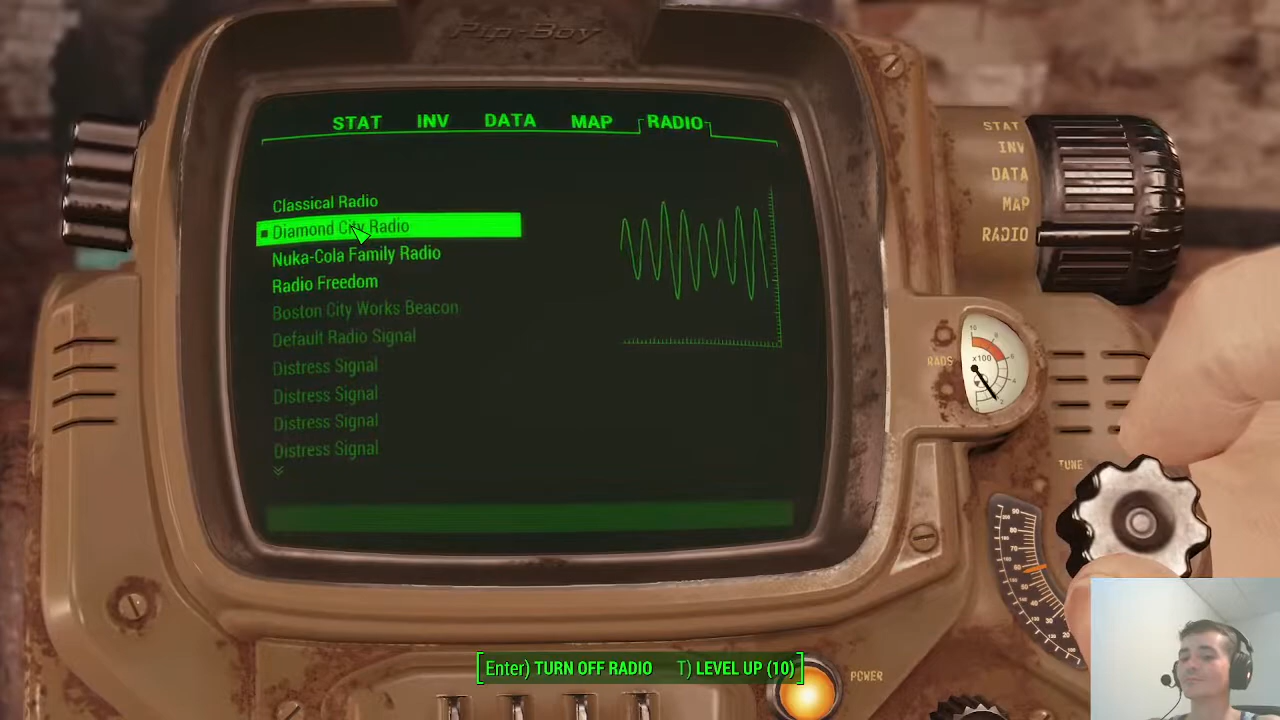 Pip-Boy
STAT INV DATA MAP RADIO
Classical Radio
Diamond City Radio
Nuka-Cola Family Radio
Radio Freedom
Boston City Works Beacon
Default Radio Signal
Distress Signal
Distress Signal
Distress Signal
Distress Signal
STAT
INV
DATA
MAP
RADIO
RADS
x100
TUNE
Enter) TURN OFF RADIO T) LEVEL UP (10)
POWER